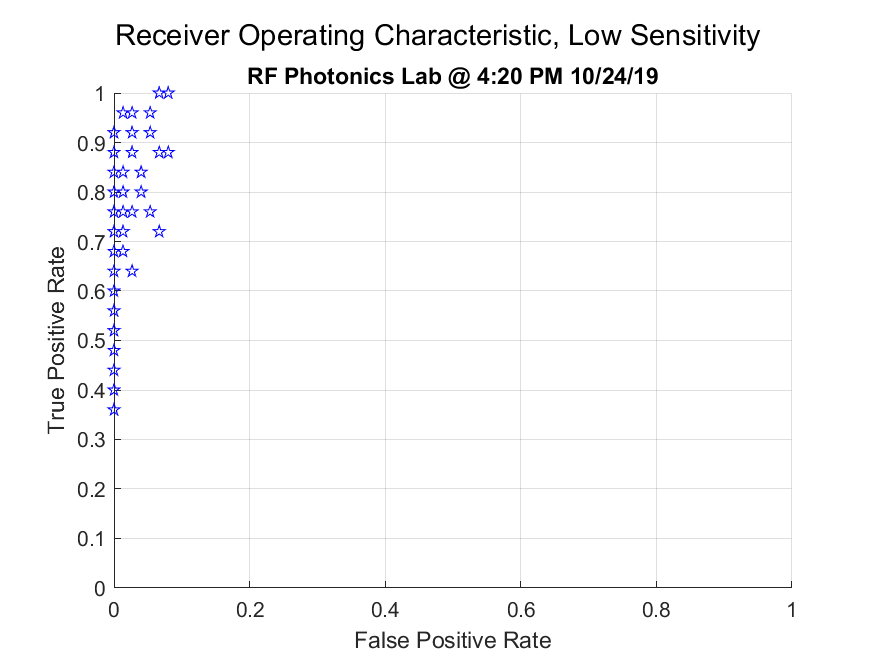 Receiver Operating Characteristic, Low Sensitivity
RF Photonics Lab @ 4:20 PM 10/24/19
1
0.9
0.8
0.7
0.6
0.5
0.4
0.3
0.2
0.1
0
True Positive Rate
0 0.2 0.4 0.6 0.8 1
False Positive Rate